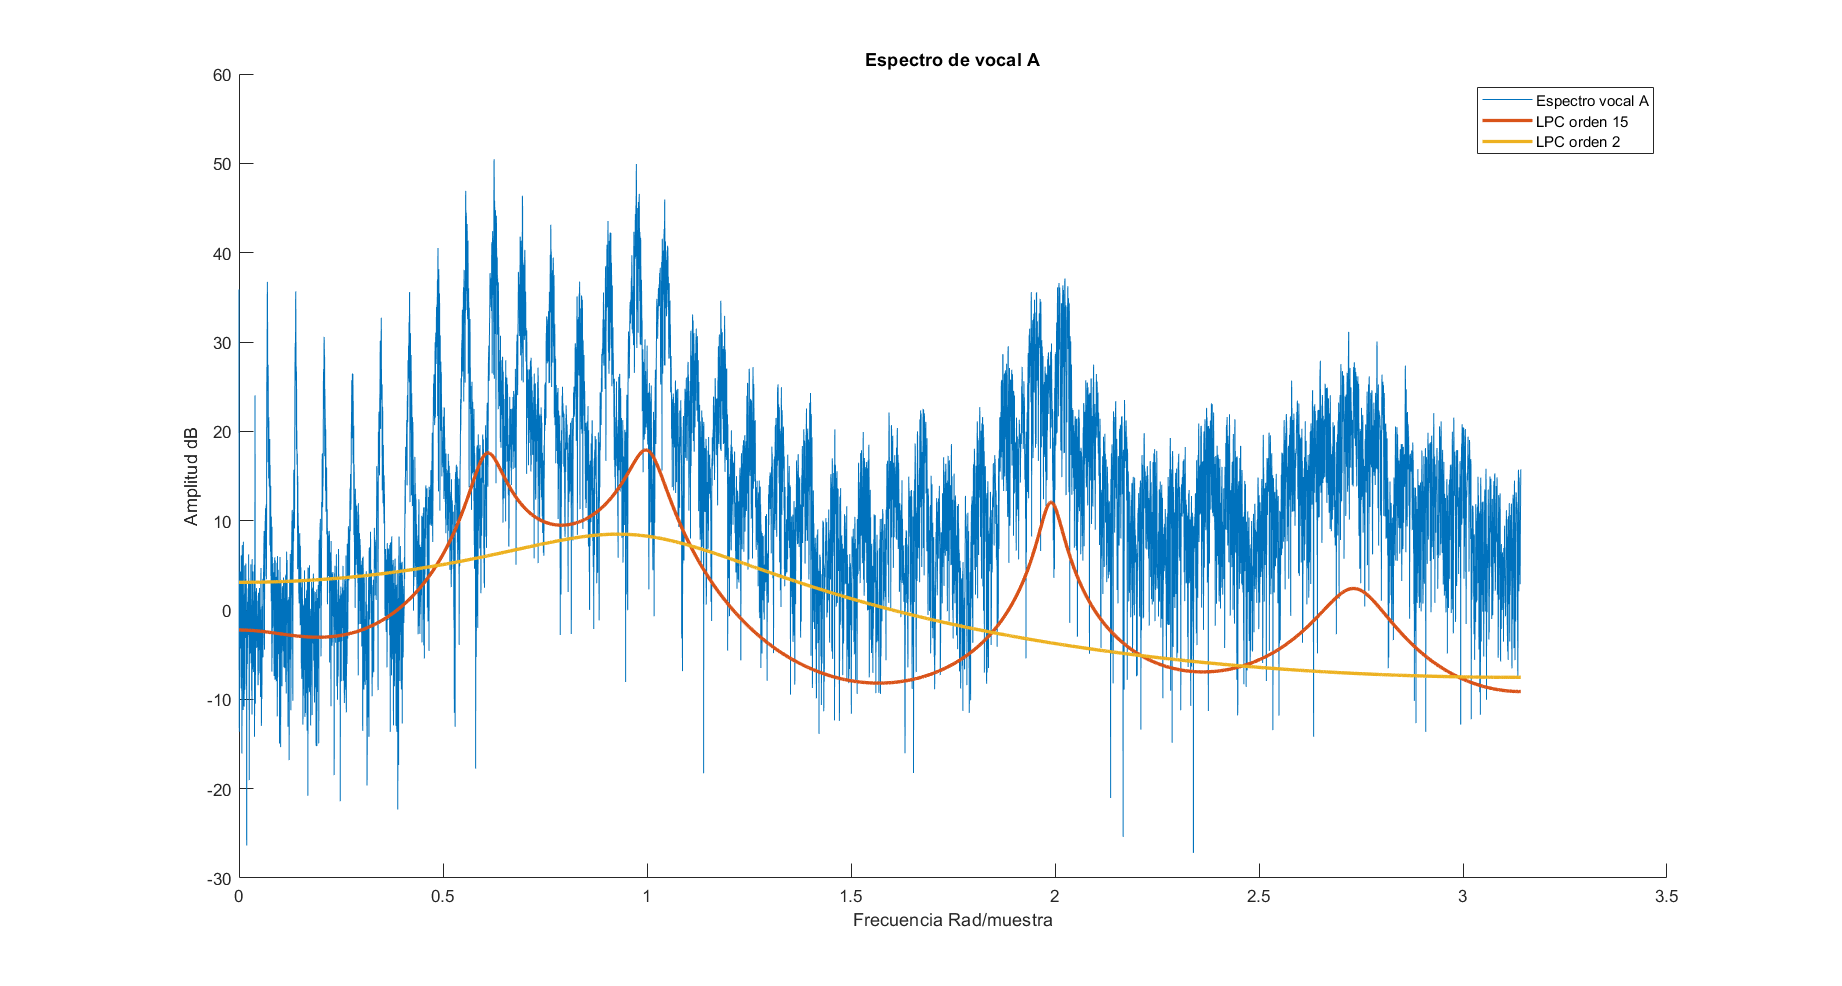 Espectro de vocal A
Espectro vocal A
LPC orden 15
LPC orden 2
Amplitud dB
60
50
40
30
20
10
0
-10
-20
-30
0 0.5 1 1.5 2 2.5 3 3.5
Frecuencia Rad/muestra